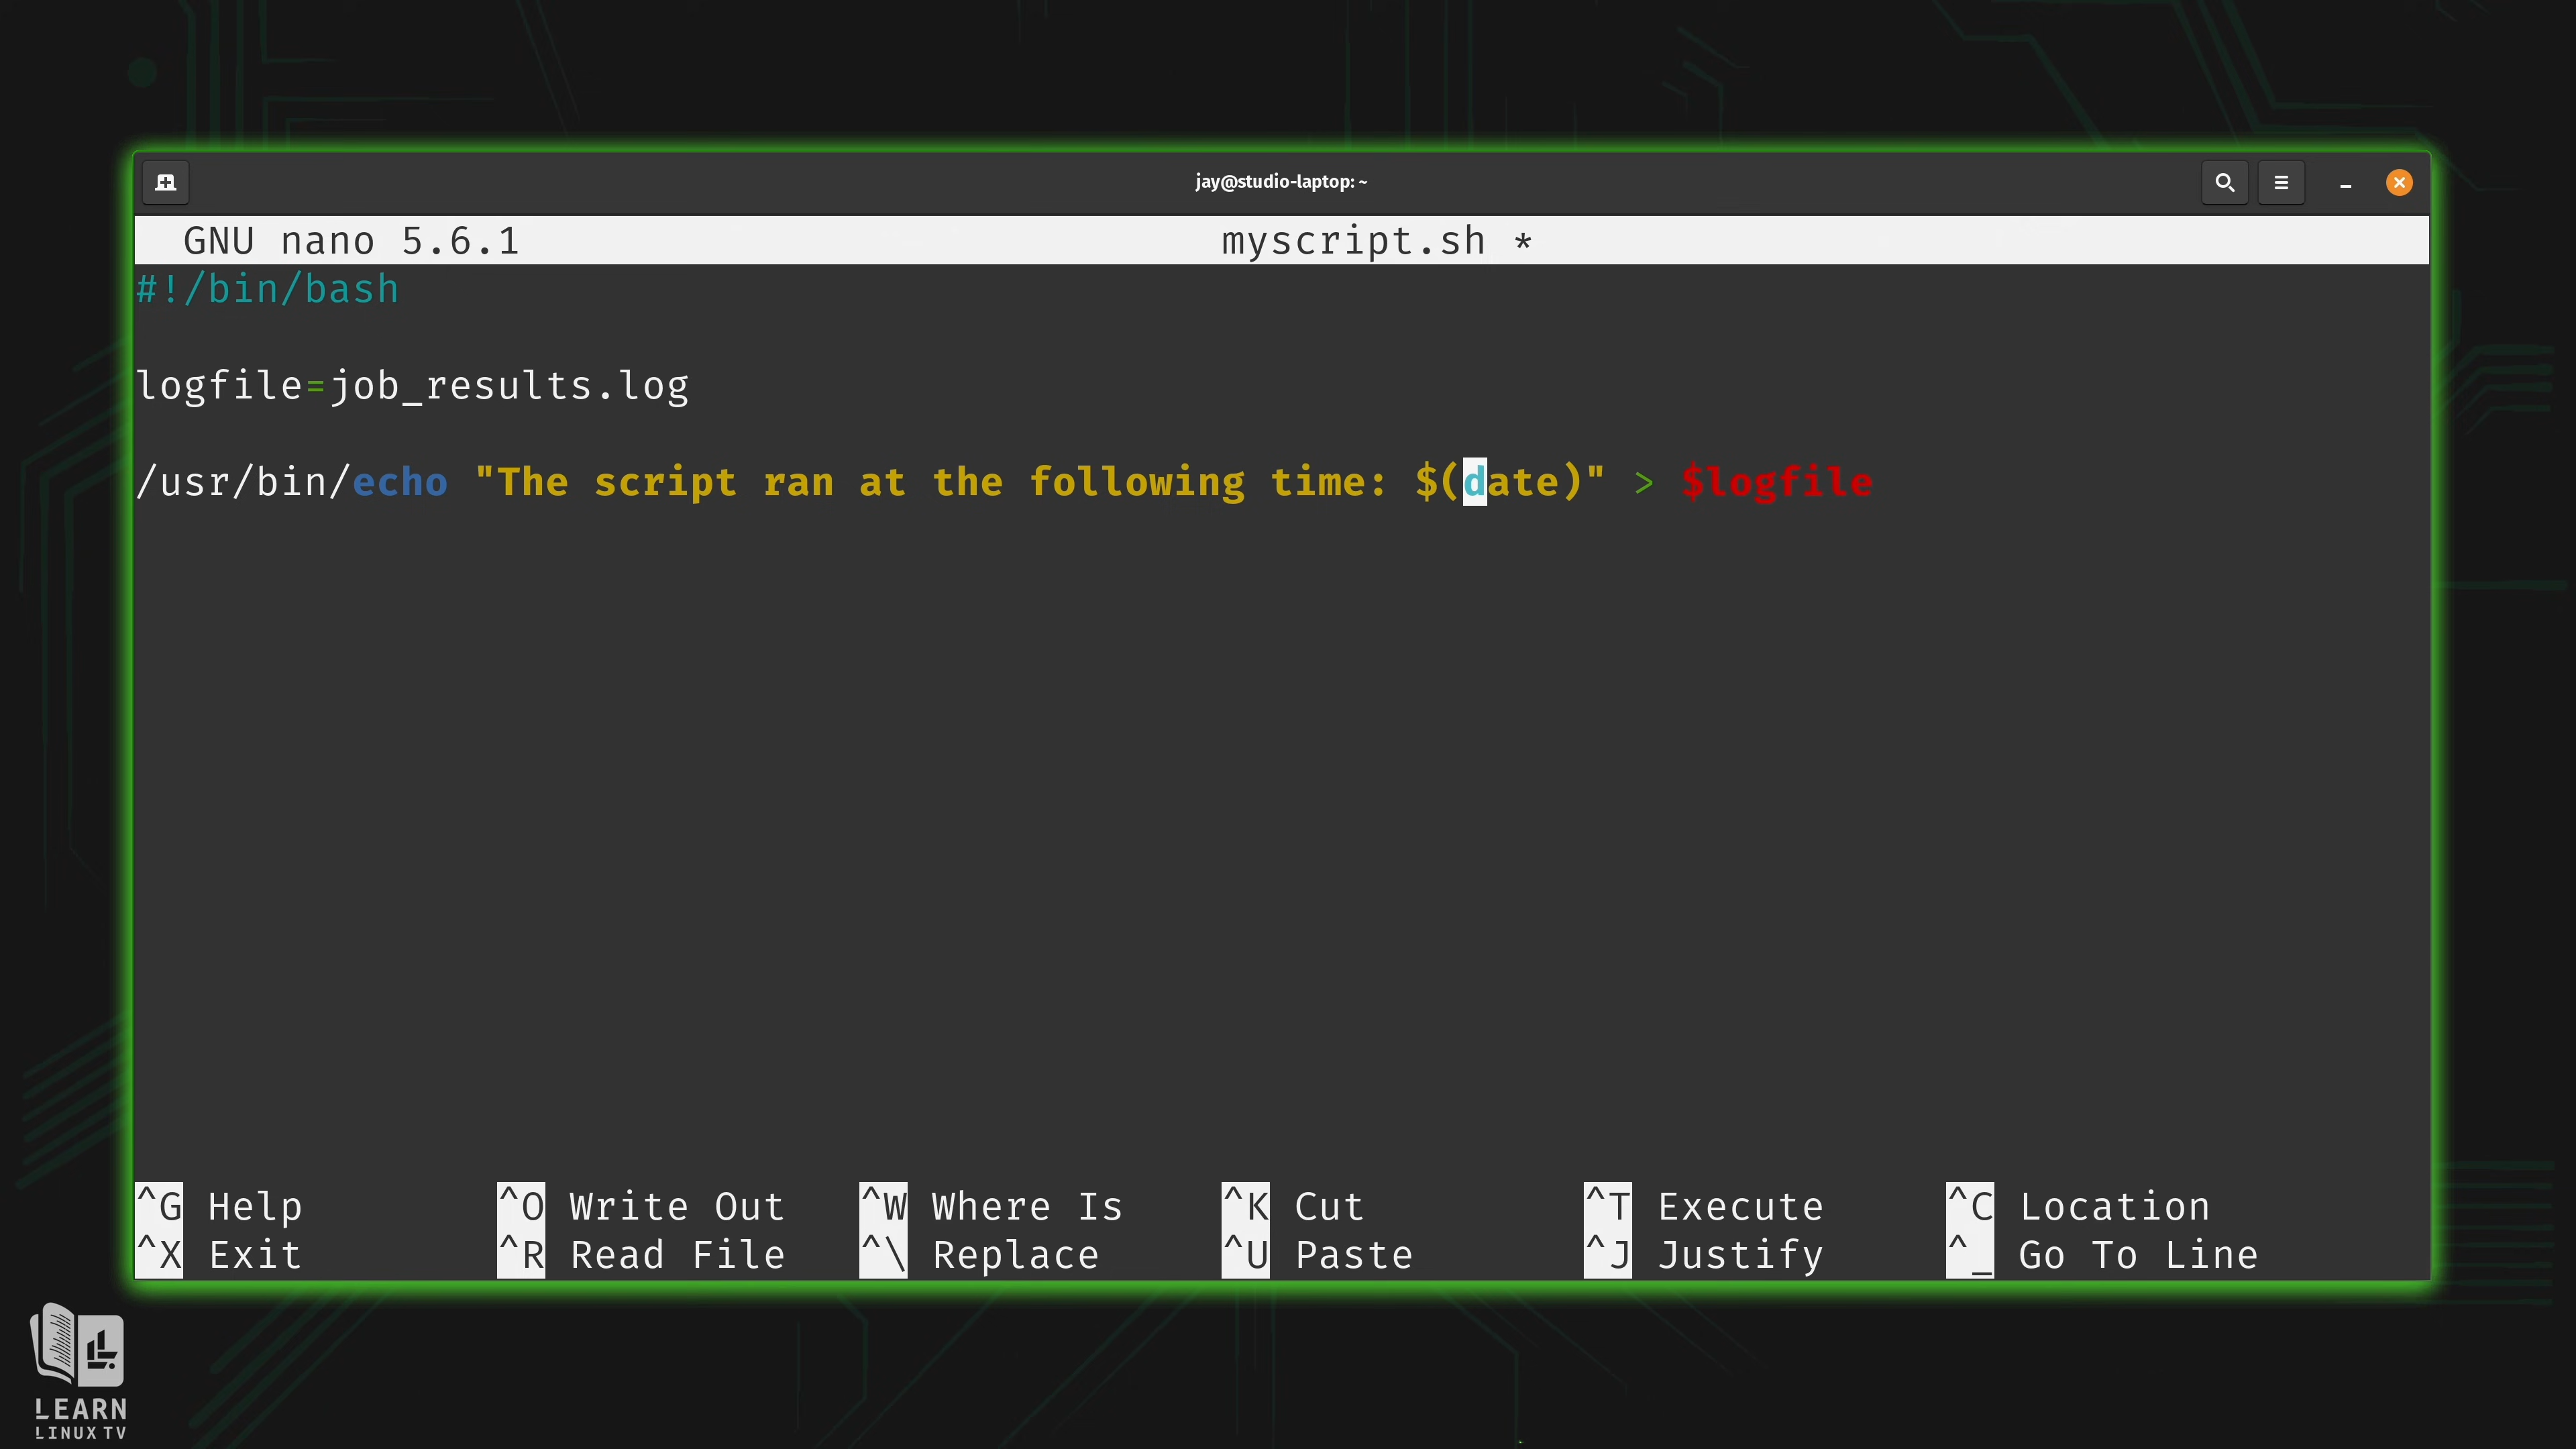 jay@studio-laptop: ~
GNU nano 5.6.1 myscript.sh *
#!/bin/bash
logfile=job_results.log
/usr/bin/echo "The script ran at the following time: $(date)" > $logfile
^G Help ^O Write Out ^W Where Is ^K Cut ^T Execute ^C Location
^X Exit ^R Read File ^\ Replace ^U Paste ^J Justify ^_ Go To Line
LEARN
LINUX TV